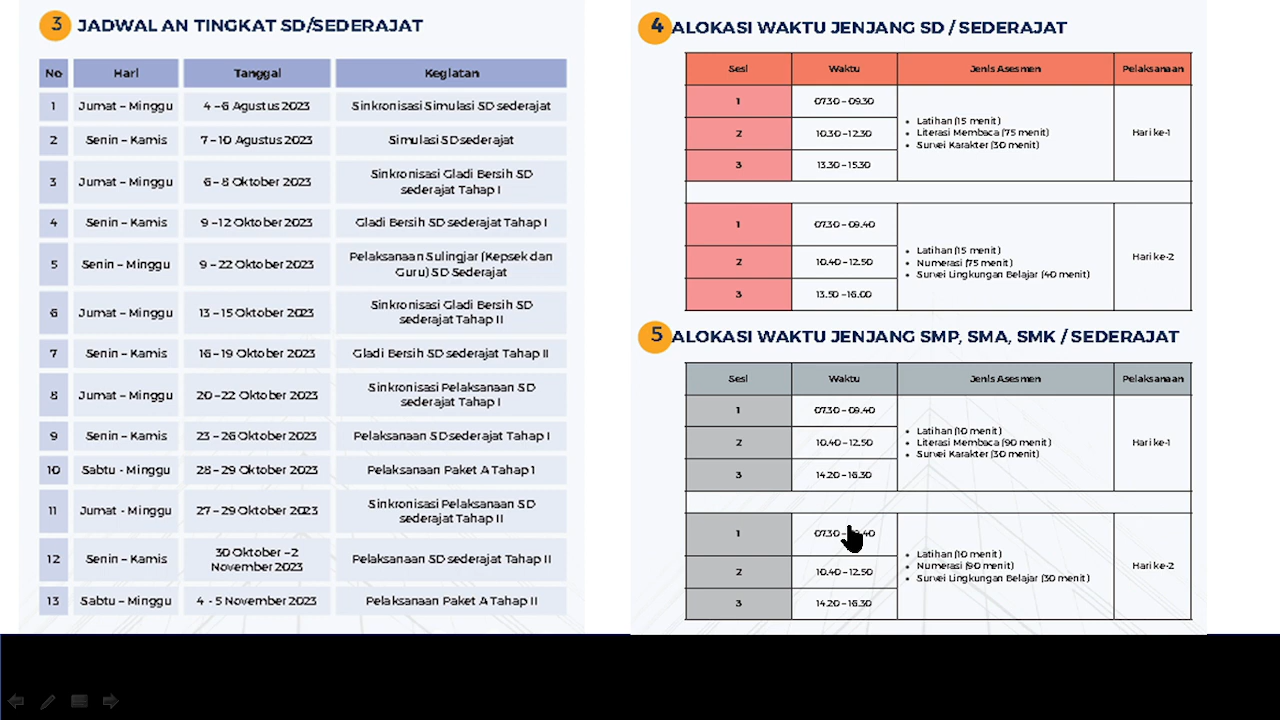 3 JADWAL AN TINGKAT SD/SEDERAJAT
No Hari Tanggal Kegiatan
1 Jumat – Minggu 4 – 6 Agustus 2023 Sinkronisasi Simulasi SD sederajat
2 Senin – Kamis 7 – 10 Agustus 2023 Simulasi SD sederajat
3 Jumat – Minggu 6 – 8 Oktober 2023 Sinkronisasi Gladi Bersih SD
sederajat Tahap I
4 Senin – Kamis 9 – 12 Oktober 2023 Gladi Bersih SD sederajat Tahap I
5 Senin – Minggu 9 – 22 Oktober 2023 Pelaksanaan Sulingjar (Kepsek dan
Guru) SD Sederajat
6 Jumat – Minggu 13 – 15 Oktober 2023 Sinkronisasi Gladi Bersih SD
sederajat Tahap II
7 Senin – Kamis 16 – 19 Oktober 2023 Gladi Bersih SD sederajat Tahap II
8 Jumat – Minggu 20 – 22 Oktober 2023 Sinkronisasi Pelaksanaan SD
sederajat Tahap I
9 Senin – Kamis 23 – 26 Oktober 2023 Pelaksanaan SD sederajat Tahap I
10 Sabtu - Minggu 28 – 29 Oktober 2023 Pelaksanaan Paket A Tahap I
11 Jumat - Minggu 27 – 29 Oktober 2023 Sinkronisasi Pelaksanaan SD
sederajat Tahap II
12 Senin – Kamis 30 Oktober – 2
November 2023 Pelaksanaan SD sederajat Tahap II
13 Sabtu – Minggu 4 - 5 November 2023 Pelaksanaan Paket A Tahap II
4 ALOKASI WAKTU JENJANG SD / SEDERAJAT
Sesi Waktu Jenis Asesmen Pelaksanaan
1 07.30 – 09.30
2 10.30 – 12.30
3 13.30 – 15.30
• Latihan (15 menit)
• Literasi Membaca (75 menit)
• Survei Karakter (30 menit)
Hari ke-1
1 07.30 – 09.40
2 10.40 – 12.50
3 13.50 – 16.00
• Latihan (15 menit)
• Numerasi (75 menit)
• Survei Lingkungan Belajar (40 menit)
Hari ke-2
5 ALOKASI WAKTU JENJANG SMP, SMA, SMK / SEDERAJAT
Sesi Waktu Jenis Asesmen Pelaksanaan
1 07.30 – 09.40
2 10.40 – 12.50
3 14.20 – 16.30
• Latihan (10 menit)
• Literasi Membaca (90 menit)
• Survei Karakter (30 menit)
Hari ke-1
1 07.30 –
2 10.40 – 12.50
3 14.20 – 16.30
• Latihan (10 menit)
• Numerasi (90 menit)
• Survei Lingkungan Belajar (30 menit)
Hari ke-2